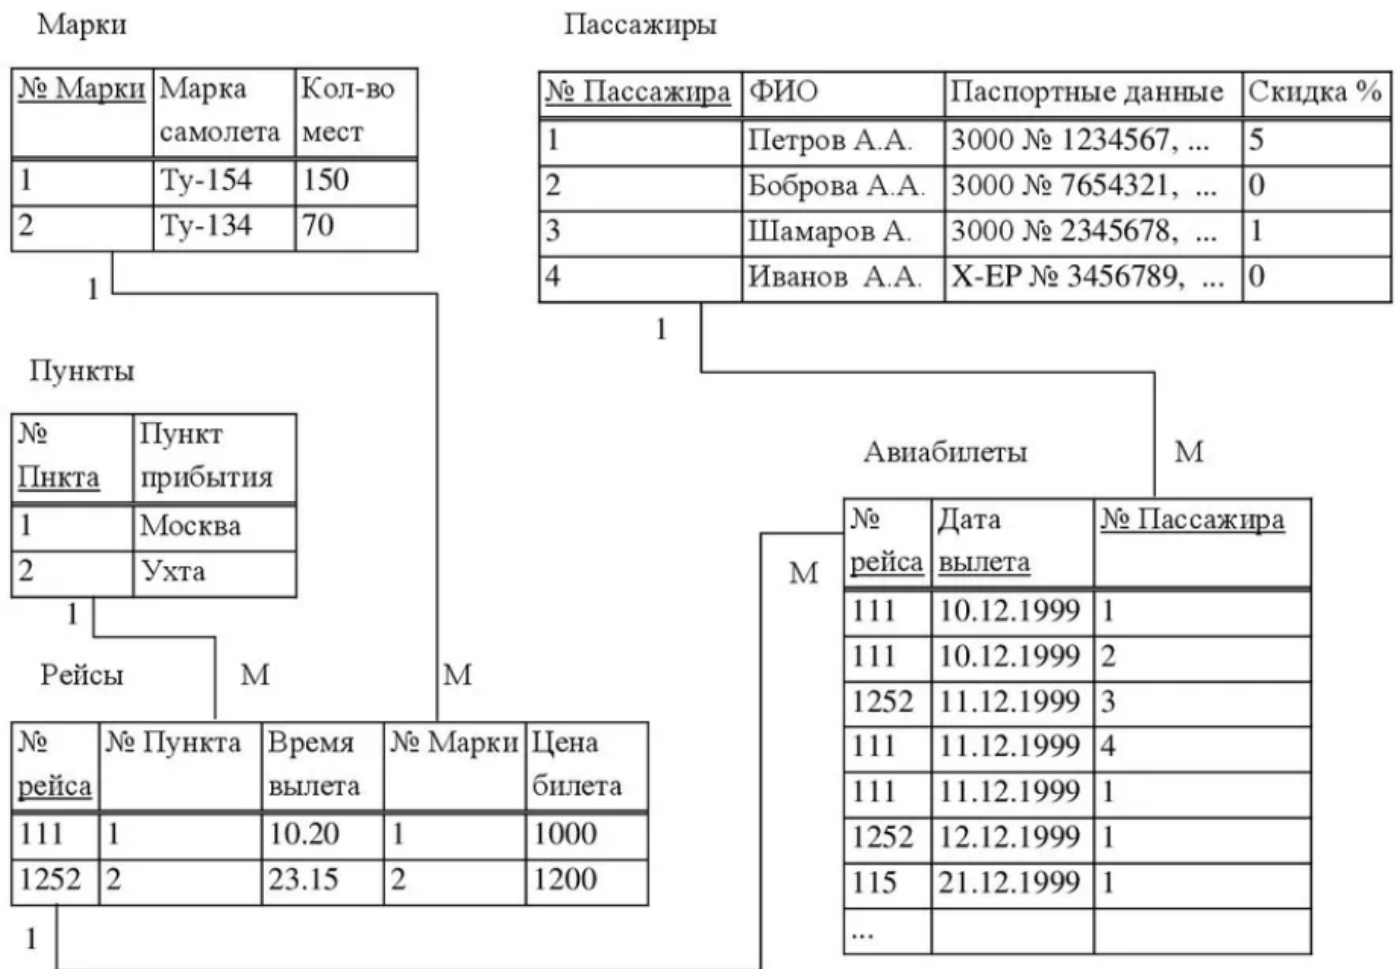 Марки
№ Марки Марка самолета Кол-во мест
1 Ту-154 150
2 Ту-134 70
1
М
Пассажиры
№ Пассажира ФИО Паспортные данные Скидка %
1 Петров А.А. 3000 № 1234567, ... 5
2 Боброва А.А. 3000 № 7654321, ... 0
3 Шамаров А. 3000 № 2345678, ... 1
4 Иванов А.А. Х-ЕР № 3456789, ... 0
1
М
Пункты
№ Пнкта Пункт прибытия
1 Москва
2 Ухта
1
М
Рейсы
№ рейса № Пункта Время вылета № Марки Цена билета
111 1 10.20 1 1000
1252 2 23.15 2 1200
1
М
Авиабилеты
№ рейса Дата вылета № Пассажира
111 10.12.1999 1
111 10.12.1999 2
1252 11.12.1999 3
111 11.12.1999 4
111 11.12.1999 1
1252 12.12.1999 1
115 21.12.1999 1
...